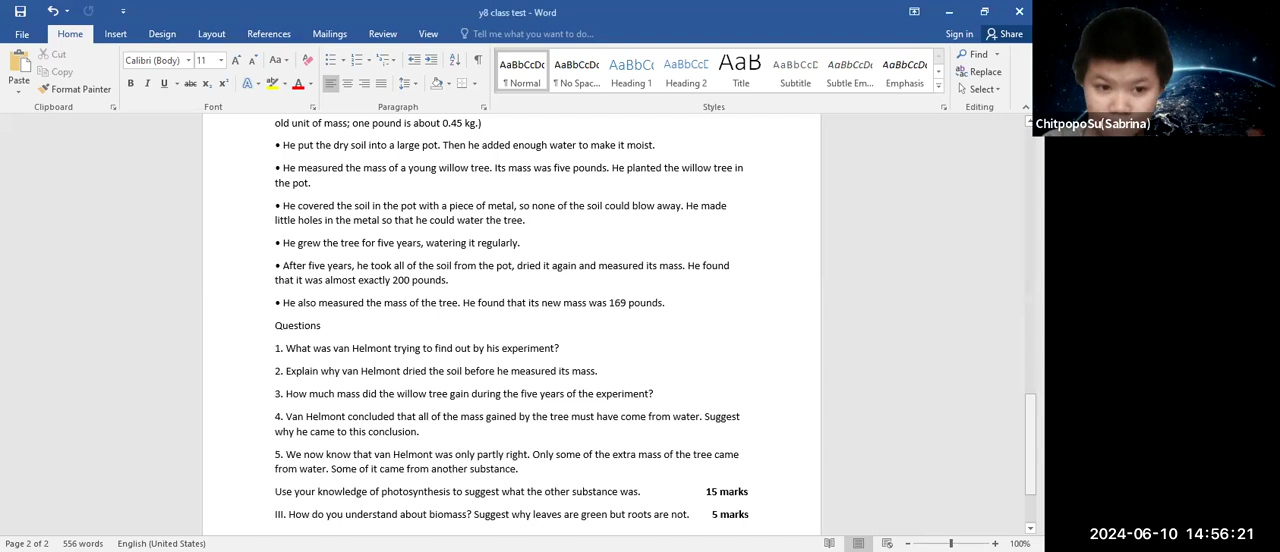 y8 class test - Word
File Home Insert Design Layout References Mailings Review View Tell me what you want to do... Sign in Share
Paste Cut Copy Format Painter
Calibri (Body) 11
AaBbCcDc AaBbCcDc AaBbCc AaBbCcD AaB AaBbCcD AaBbCcDc AaBbCcDc
¶ Normal ¶ No Spac... Heading 1 Heading 2 Title Subtitle Subtle Em... Emphasis
Find Replace Select
Clipboard Font Paragraph Styles Editing
ChitpopoSu(Sabrina)
old unit of mass; one pound is about 0.45 kg.)
• He put the dry soil into a large pot. Then he added enough water to make it moist.
• He measured the mass of a young willow tree. Its mass was five pounds. He planted the willow tree in
the pot.
• He covered the soil in the pot with a piece of metal, so none of the soil could blow away. He made
little holes in the metal so that he could water the tree.
• He grew the tree for five years, watering it regularly.
• After five years, he took all of the soil from the pot, dried it again and measured its mass. He found
that it was almost exactly 200 pounds.
• He also measured the mass of the tree. He found that its new mass was 169 pounds.
Questions
1. What was van Helmont trying to find out by his experiment?
2. Explain why van Helmont dried the soil before he measured its mass.
3. How much mass did the willow tree gain during the five years of the experiment?
4. Van Helmont concluded that all of the mass gained by the tree must have come from water. Suggest
why he came to this conclusion.
5. We now know that van Helmont was only partly right. Only some of the extra mass of the tree came
from water. Some of it came from another substance.
Use your knowledge of photosynthesis to suggest what the other substance was. 15 marks
III. How do you understand about biomass? Suggest why leaves are green but roots are not. 5 marks
2024-06-10 14:56:21
Page 2 of 2 556 words English (United States) 100%